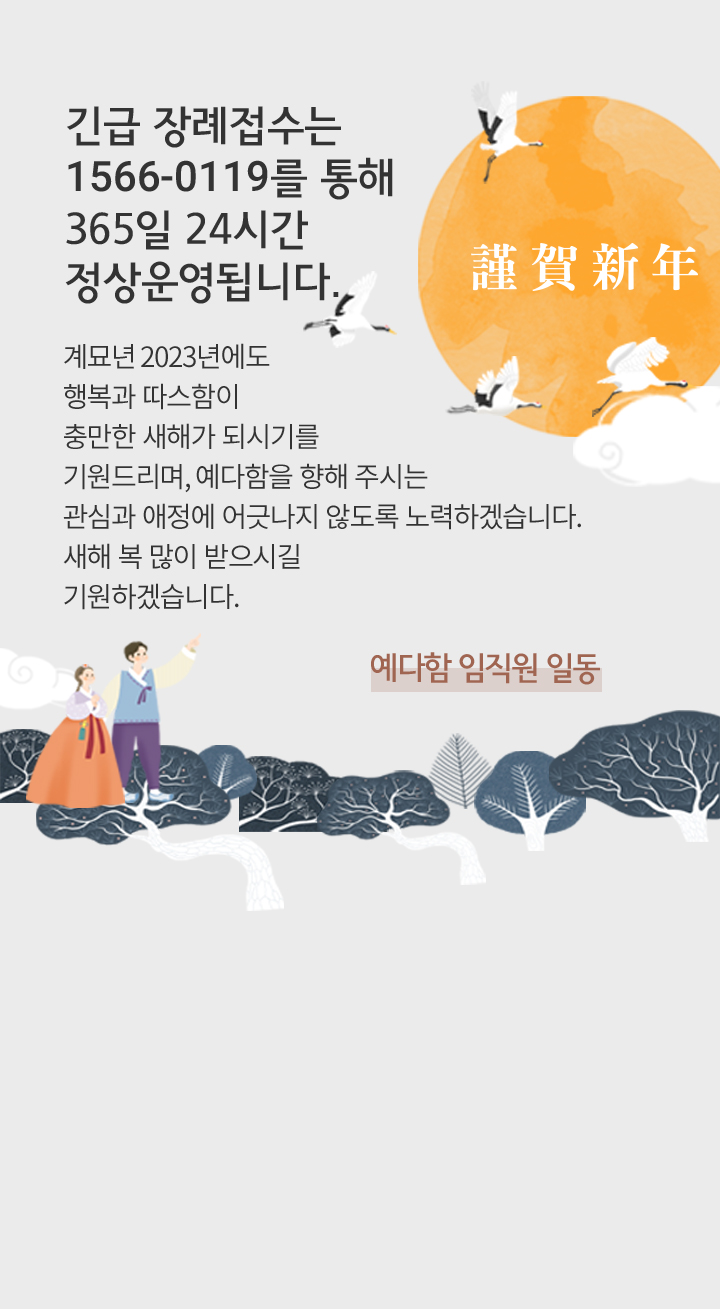 긴급 장례접수는
1566-0119를 통해
365일 24시간
정상운영됩니다.
謹賀新年
계묘년 2023년에도
행복과 따스함이
충만한 새해가 되시기를
기원드리며, 예다함을 향해 주시는
관심과 애정에 어긋나지 않도록 노력하겠습니다.
새해 복 많이 받으시길
기원하겠습니다.
예다함 임직원 일동